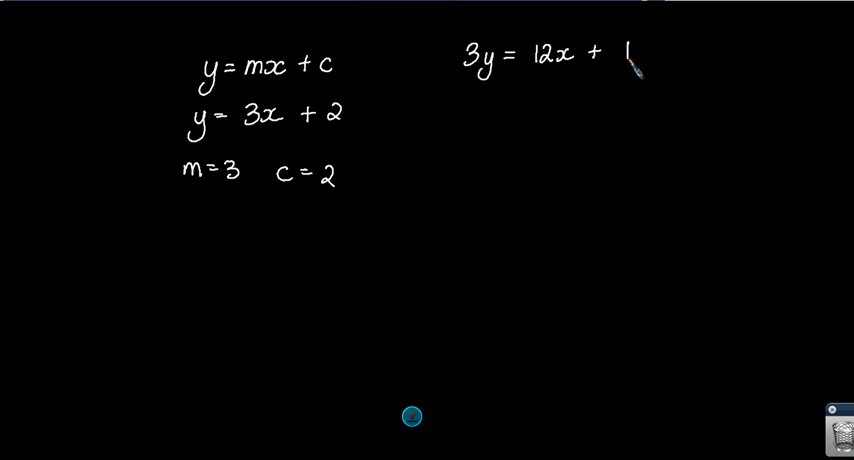 y = mx + c
y = 3x + 2
m = 3 c = 2
3y = 12x + 1